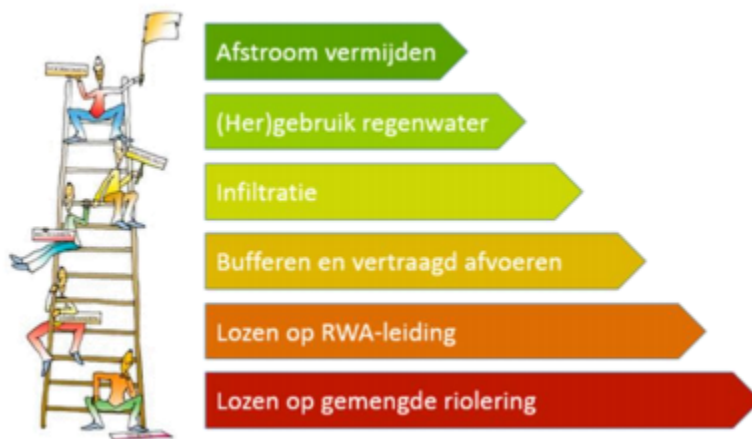 Afstroom vermijden
(Her)gebruik regenwater
Infiltratie
Bufferen en vertraagd afvoeren
Lozen op RWA-leiding
Lozen op gemengde riolering